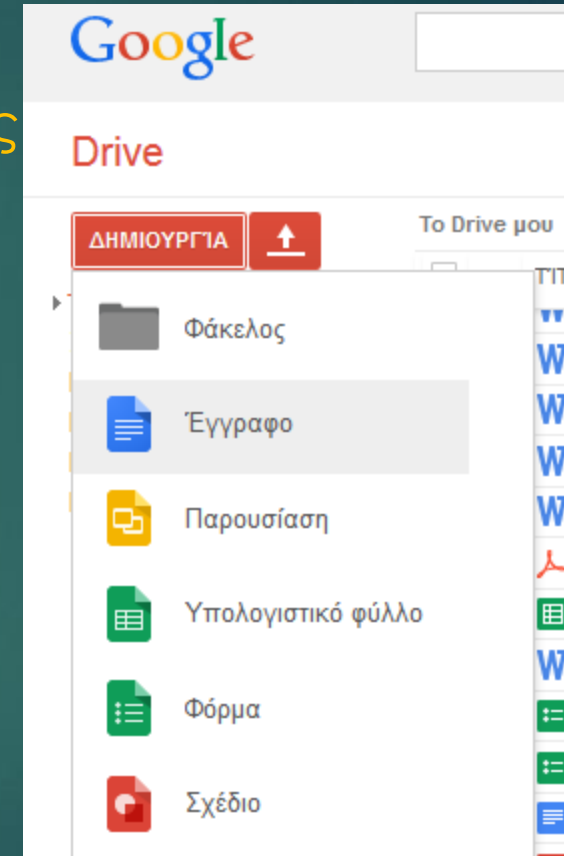 Google
Drive
ΔΗΜΙΟΥΡΓΊΑ
Το Drive μου
Φάκελος
Έγγραφο
Παρουσίαση
Υπολογιστικό φύλλο
Φόρμα
Σχέδιο